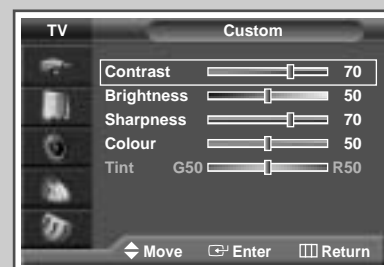 TV Custom
Contrast 70
Brightness 50
Sharpness 70
Colour 50
Tint G50 R50
Move Enter Return